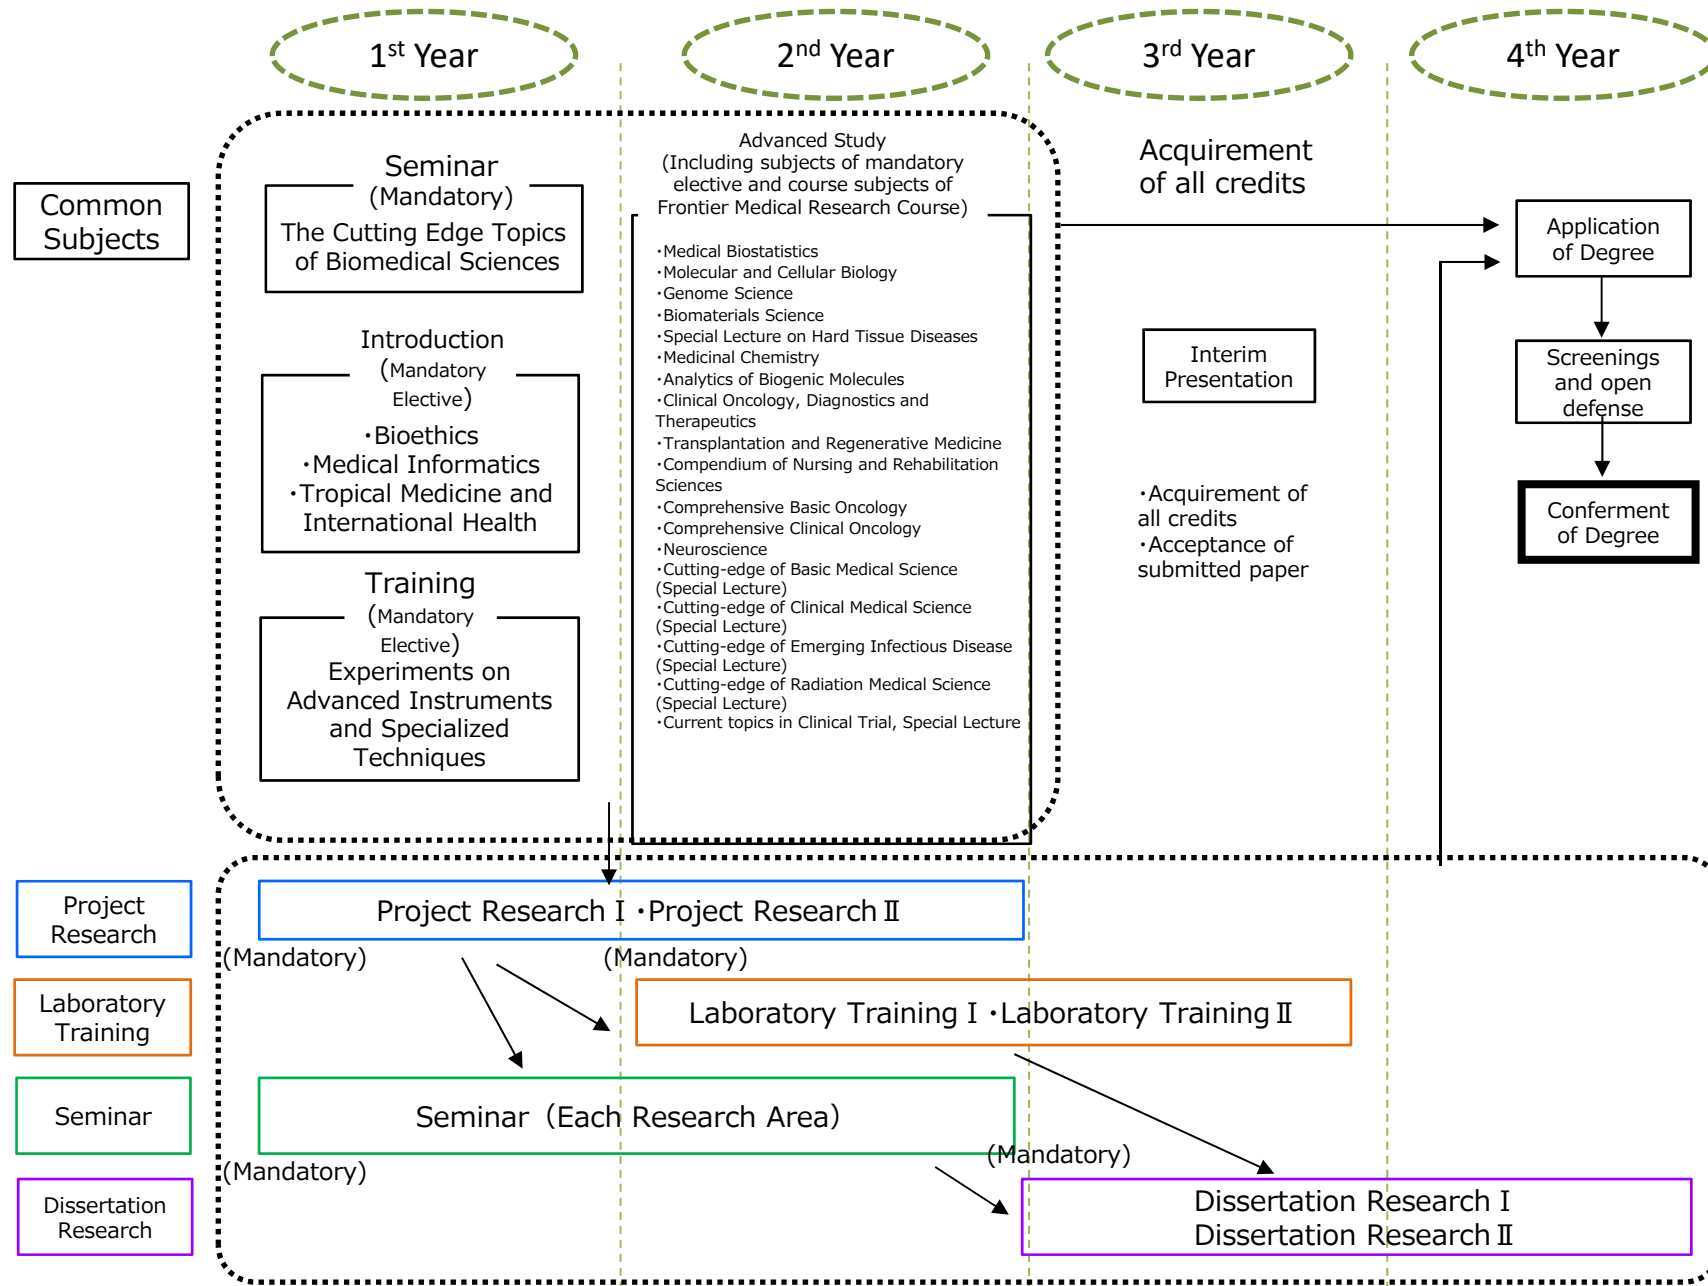 1st Year
2nd Year
3rd Year
4th Year
Common
Subjects
Seminar
(Mandatory)
The Cutting Edge Topics
of Biomedical Sciences
Introduction
(Mandatory
Elective)
・Bioethics
・Medical Informatics
・Tropical Medicine and
International Health
Training
(Mandatory
Elective)
Experiments on
Advanced Instruments
and Specialized
Techniques
Advanced Study
(Including subjects of mandatory
elective and course subjects of
Frontier Medical Research Course)
・Medical Biostatistics
・Molecular and Cellular Biology
・Genome Science
・Biomaterials Science
・Special Lecture on Hard Tissue Diseases
・Medicinal Chemistry
・Analytics of Biogenic Molecules
・Clinical Oncology, Diagnostics and
Therapeutics
・Transplantation and Regenerative Medicine
・Compendium of Nursing and Rehabilitation
Sciences
・Comprehensive Basic Oncology
・Comprehensive Clinical Oncology
・Neuroscience
・Cutting-edge of Basic Medical Science
(Special Lecture)
・Cutting-edge of Clinical Medical Science
(Special Lecture)
・Cutting-edge of Emerging Infectious Disease
(Special Lecture)
・Cutting-edge of Radiation Medical Science
(Special Lecture)
・Current topics in Clinical Trial, Special Lecture
Acquirement
of all credits
Interim
Presentation
・Acquirement of
all credits
・Acceptance of
submitted paper
Application
of Degree
Screenings
and open
defense
Conferment
of Degree
Project
Research
Project Research Ⅰ・Project Research Ⅱ
(Mandatory)
(Mandatory)
Laboratory
Training
Laboratory Training Ⅰ・Laboratory Training Ⅱ
Seminar
Seminar（Each Research Area）
(Mandatory)
(Mandatory)
Dissertation
Research
Dissertation Research Ⅰ
Dissertation Research Ⅱ